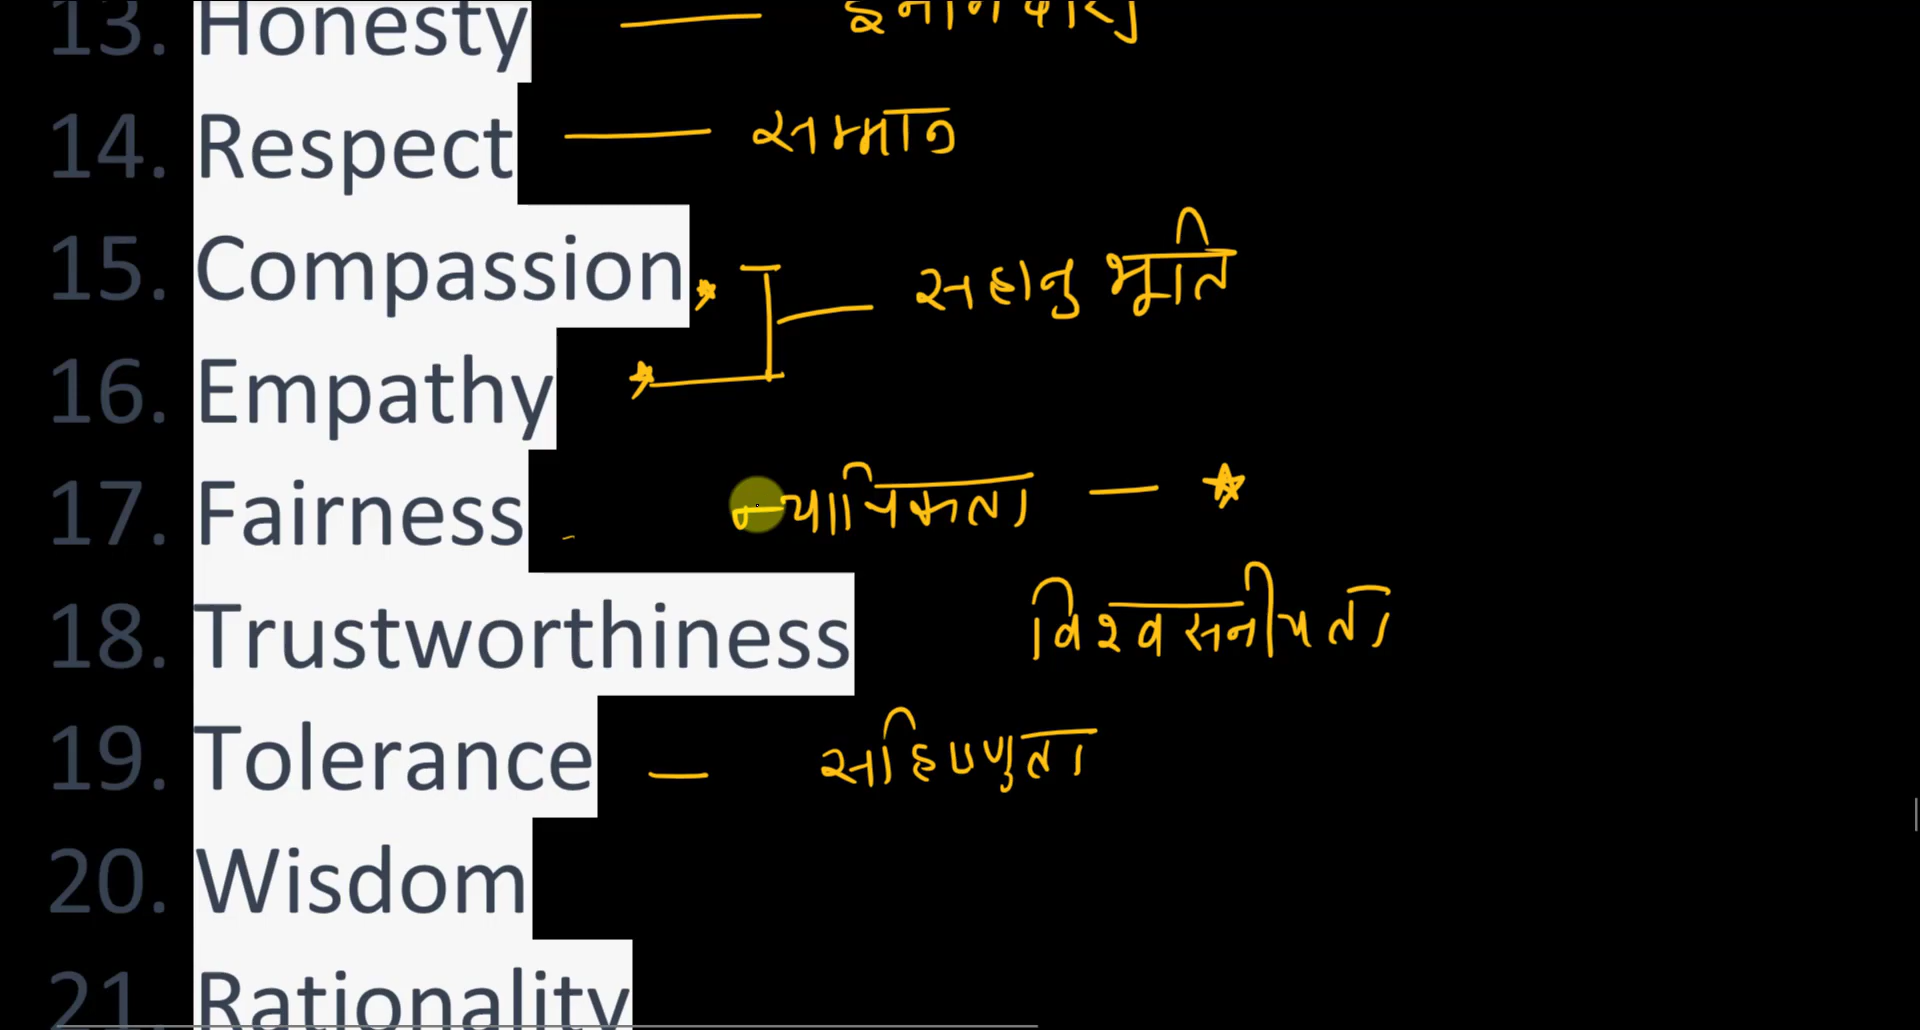 13. Honesty — इमानदारी
14. Respect — सम्मान
15. Compassion
सहानुभूति
16. Empathy
17. Fairness - न्यायिकता —
18. Trustworthiness विश्वसनीयता
19. Tolerance — सहिष्णुता
20. Wisdom
21. Rationality